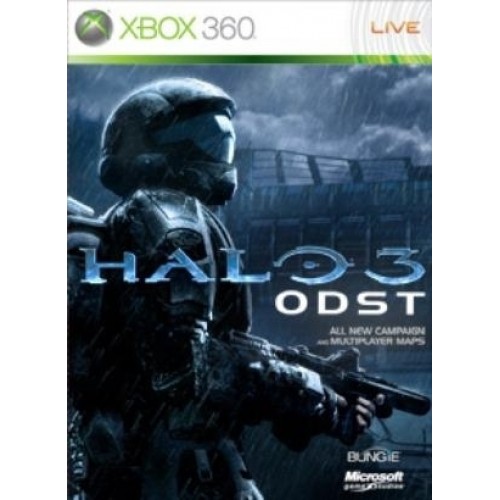 XBOX 360
LIVE
HALO 3
ODST
ALL NEW CAMPAIGN
AND MULTIPLAYER MAPS
BUNGIE
Microsoft
game studios